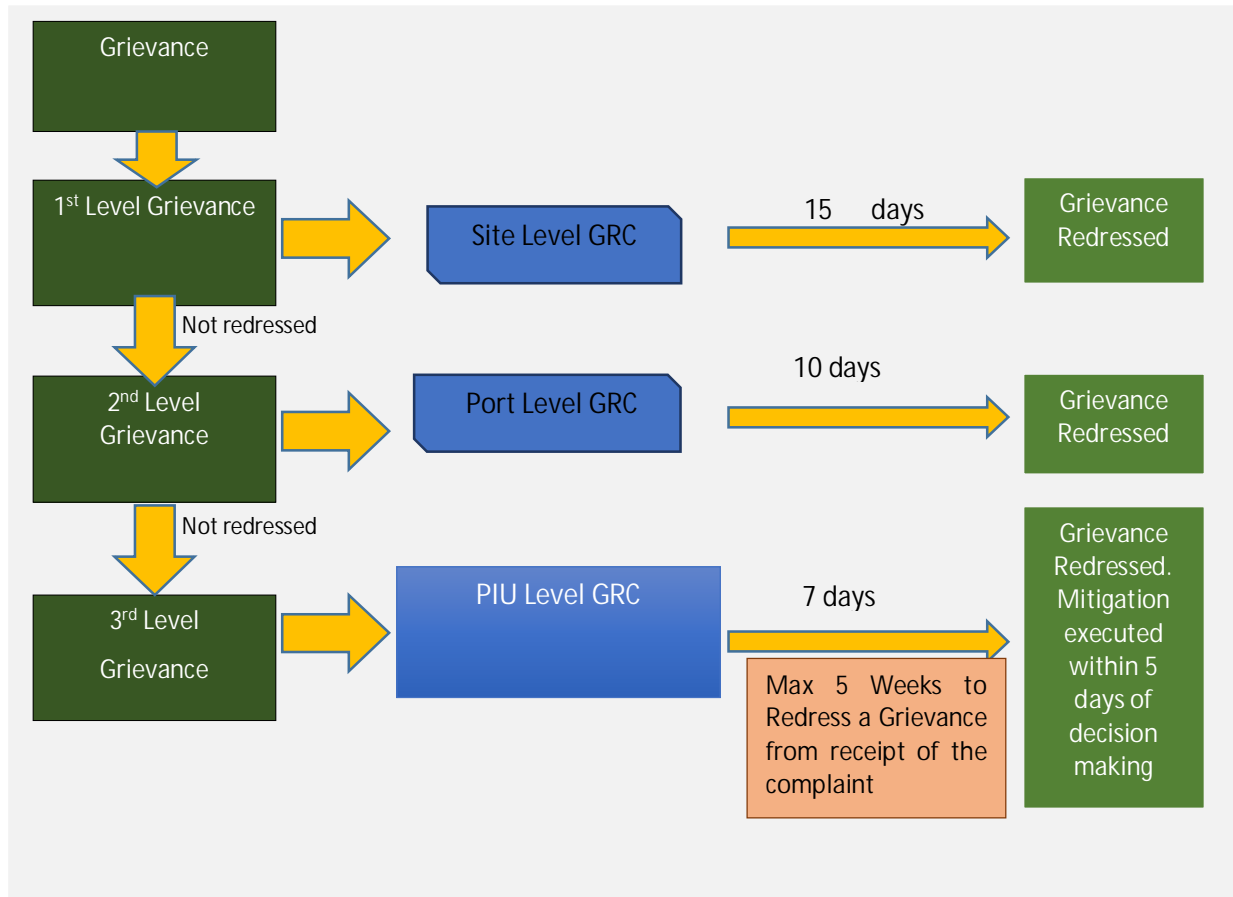 Grievance
1st Level Grievance
Site Level GRC
15 days
Grievance
Redressed
Not redressed
2nd Level
Grievance
Port Level GRC
10 days
Grievance
Redressed
Not redressed
3rd Level
Grievance
PIU Level GRC
7 days
Max 5 Weeks to
Redress a Grievance
from receipt of the
complaint
Grievance
Redressed.
Mitigation
executed
within 5
days of
decision
making